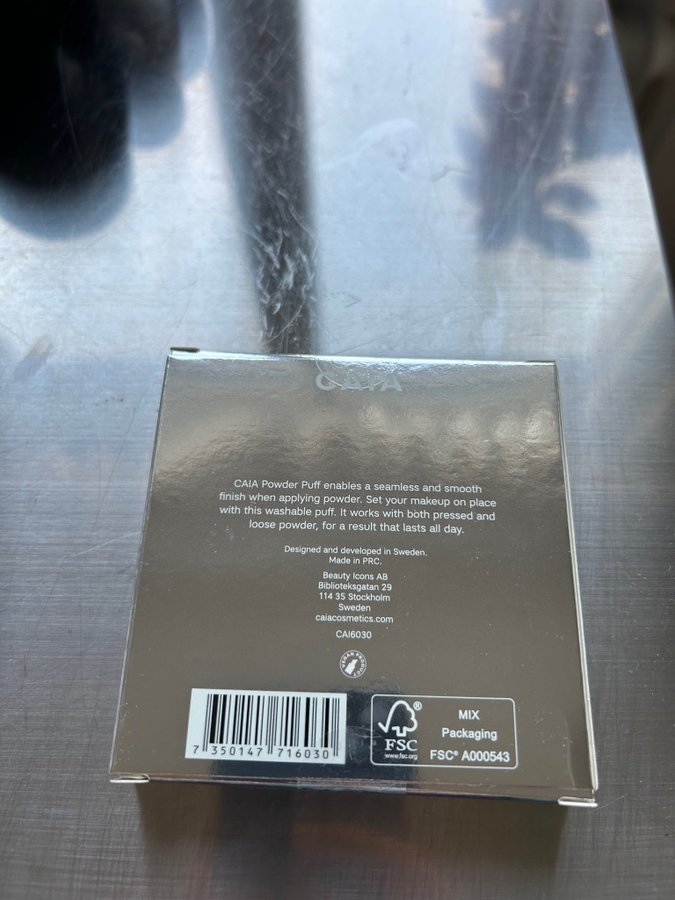 CAIA
CAIA Powder Puff enables a seamless and smooth
finish when applying powder. Set your makeup on place
with this washable puff. It works with both pressed and
loose powder, for a result that lasts all day.
Designed and developed in Sweden.
Made in PRC.
Beauty Icons AB
Biblioteksgatan 29
114 35 Stockholm
Sweden
caiacosmetics.com
CAI6030
VEGAN PRODUCT
7 350147 716030
FSC®
www.fsc.org
MIX
Packaging
FSC® A000543